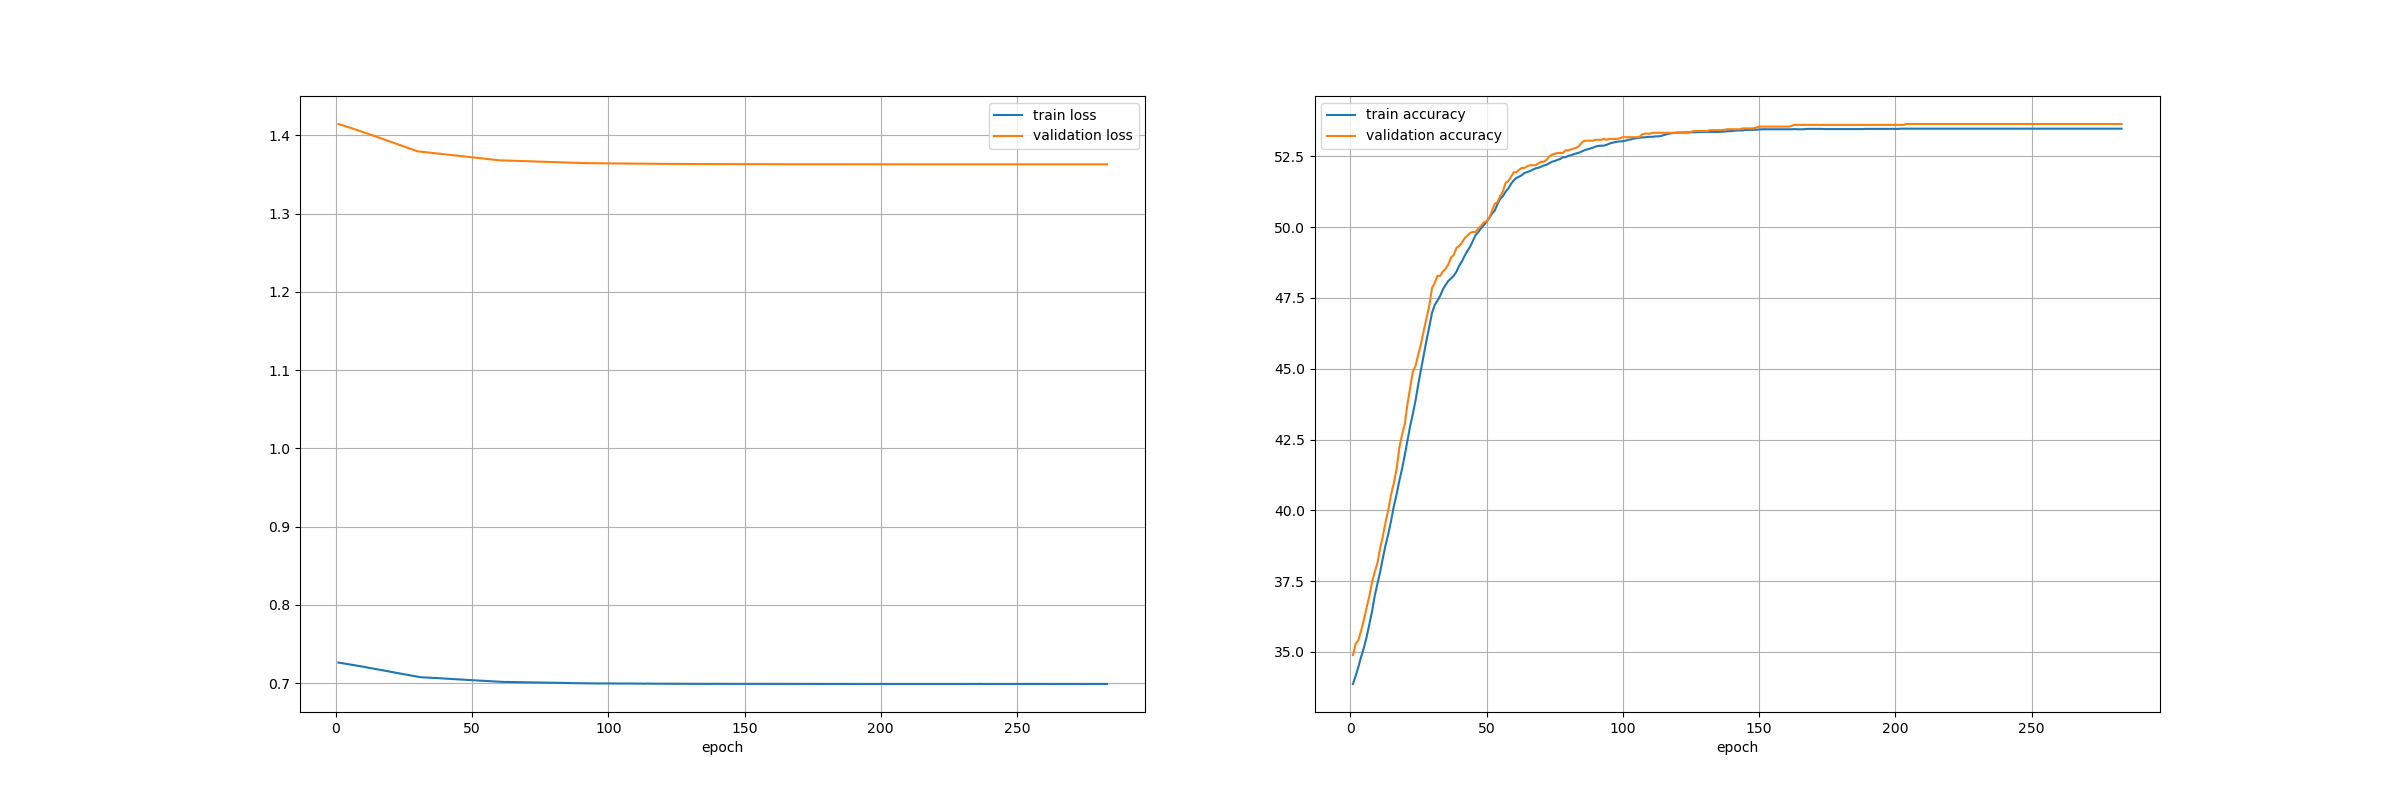 train loss
validation loss
1.4
1.3
1.2
1.1
1.0
0.9
0.8
0.7
0 50 100 150 200 250
epoch
train accuracy
validation accuracy
52.5
50.0
47.5
45.0
42.5
40.0
37.5
35.0
0 50 100 150 200 250
epoch